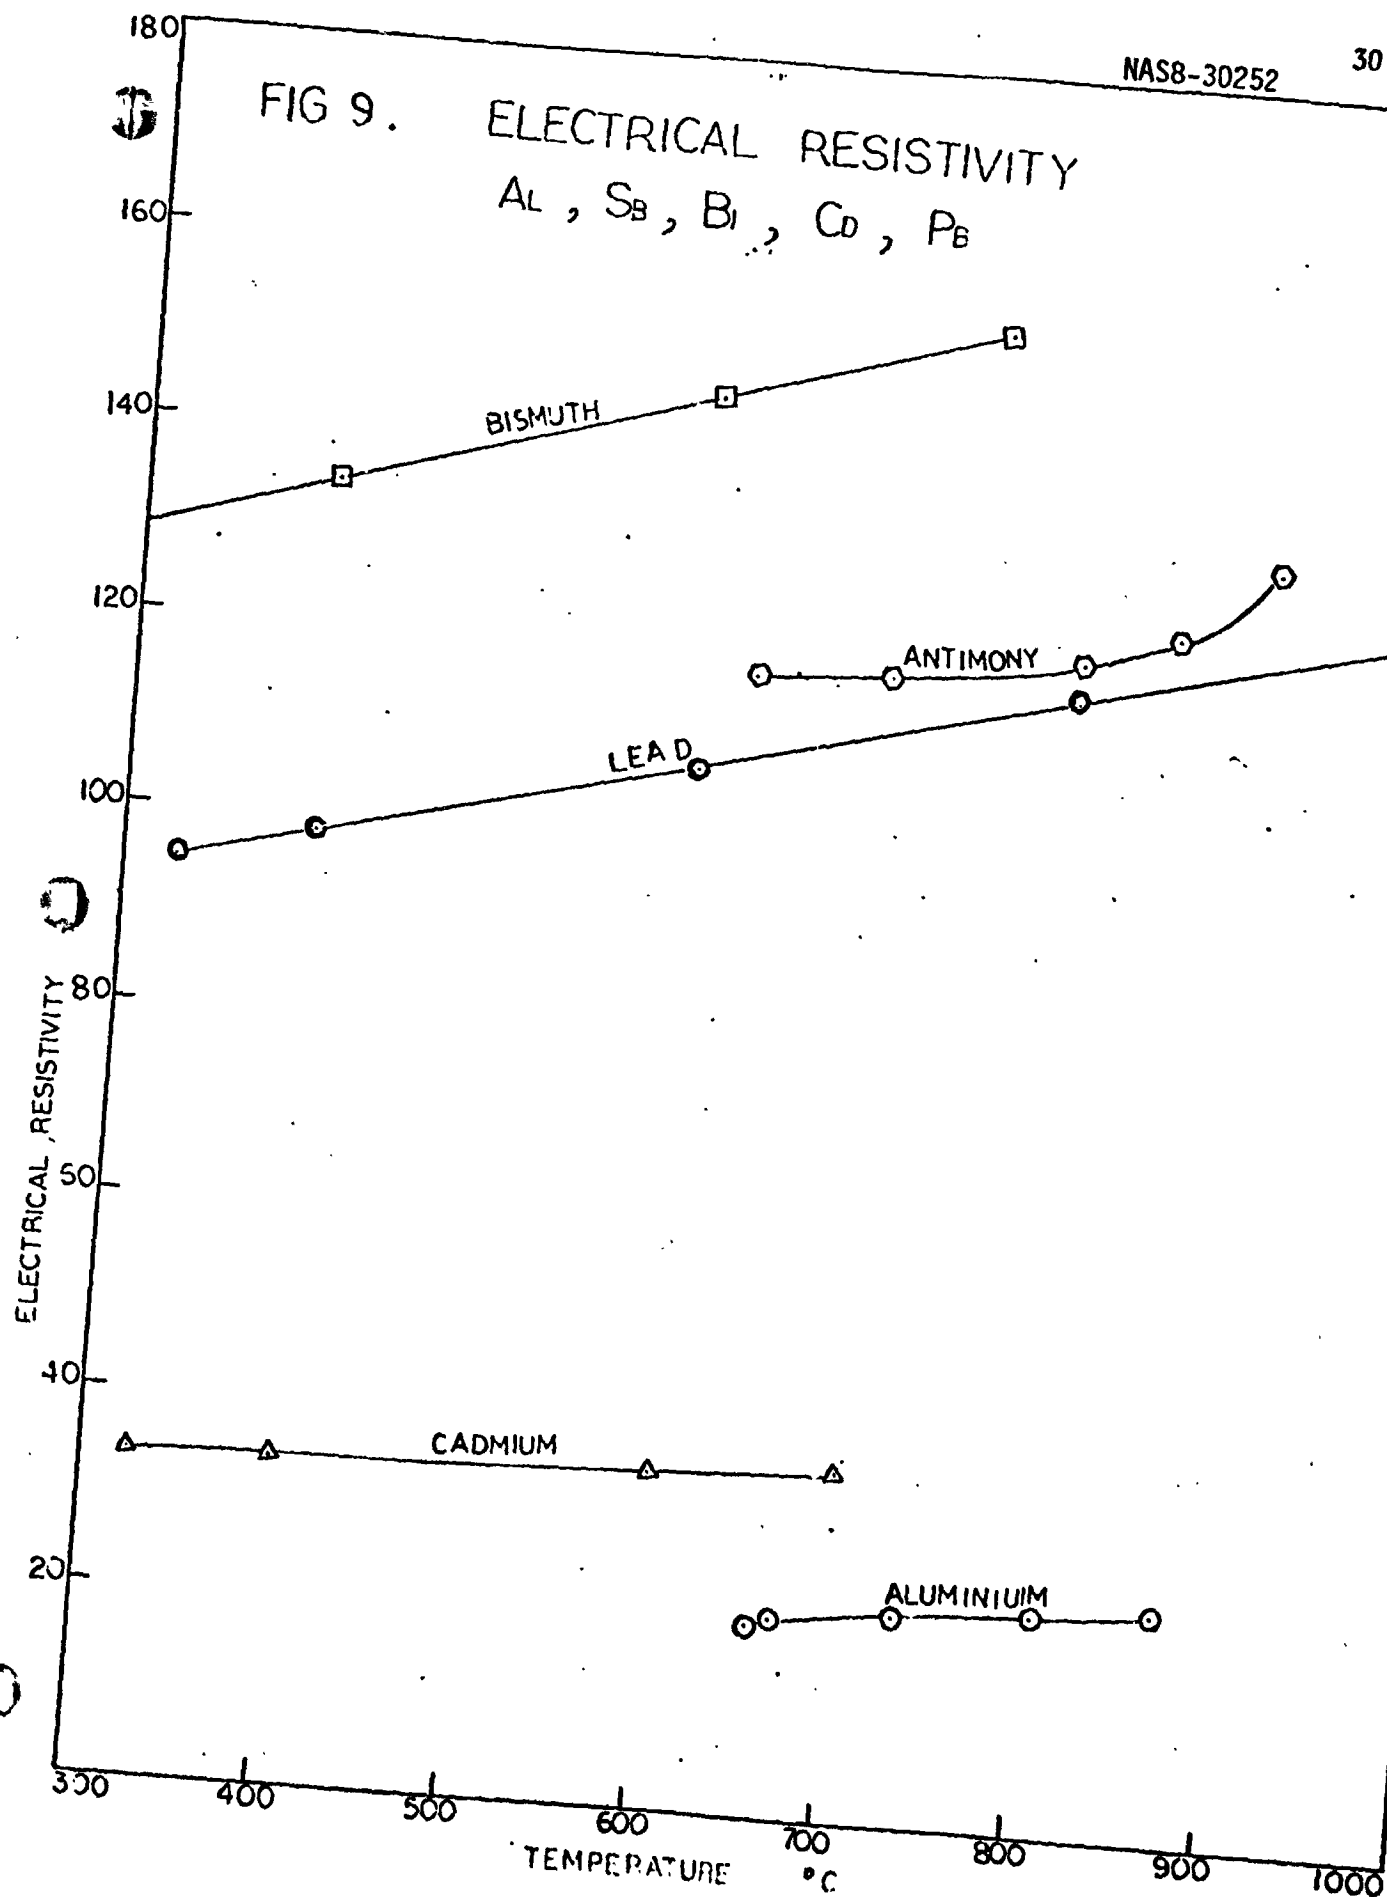 NAS8-30252 30
FIG 9. ELECTRICAL RESISTIVITY
AL, SB, BI, CD, PB
180
160
140
120
100
80
50
40
20
ELECTRICAL RESISTIVITY
BISMUTH
ANTIMONY
LEAD
CADMIUM
ALUMINIUM
300 400 500 600 700 800 900 1000
TEMPERATURE °C